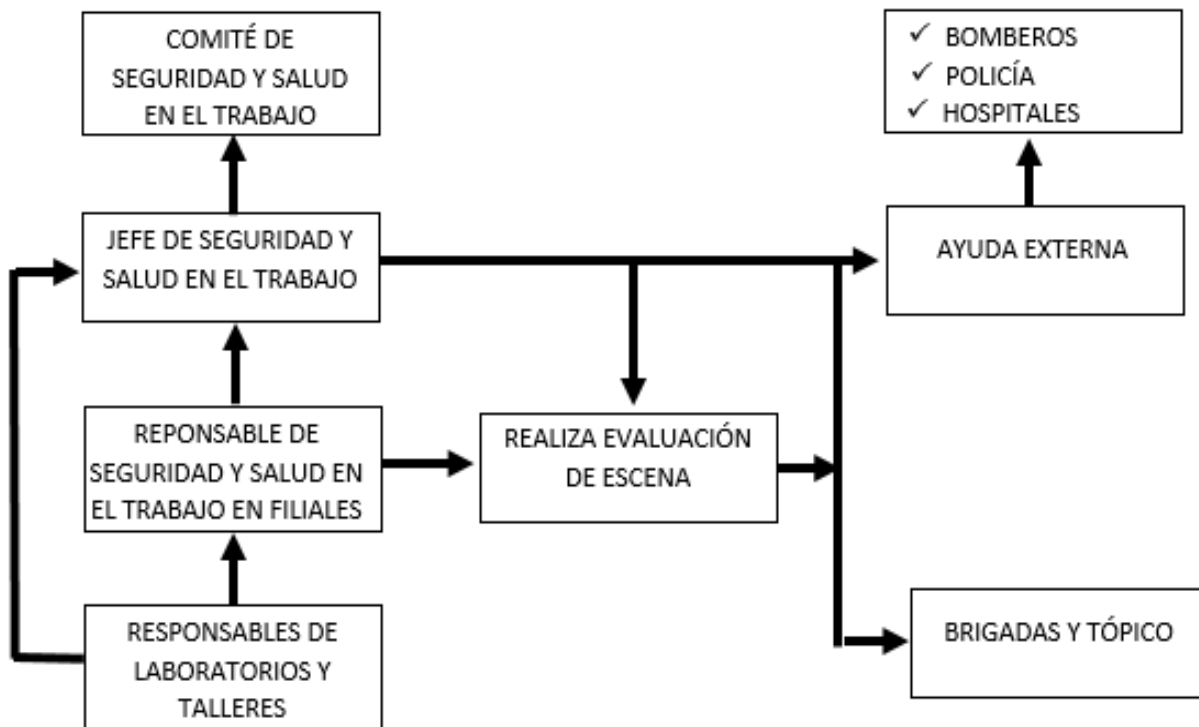 COMITÉ DE
SEGURIDAD Y SALUD
EN EL TRABAJO
✓ BOMBEROS
✓ POLICÍA
✓ HOSPITALES
JEFE DE SEGURIDAD Y
SALUD EN EL TRABAJO
AYUDA EXTERNA
REPONSABLE DE
SEGURIDAD Y SALUD EN
EL TRABAJO EN FILIALES
REALIZA EVALUACIÓN
DE ESCENA
RESPONSABLES DE
LABORATORIOS Y
TALLERES
BRIGADAS Y TÓPICO